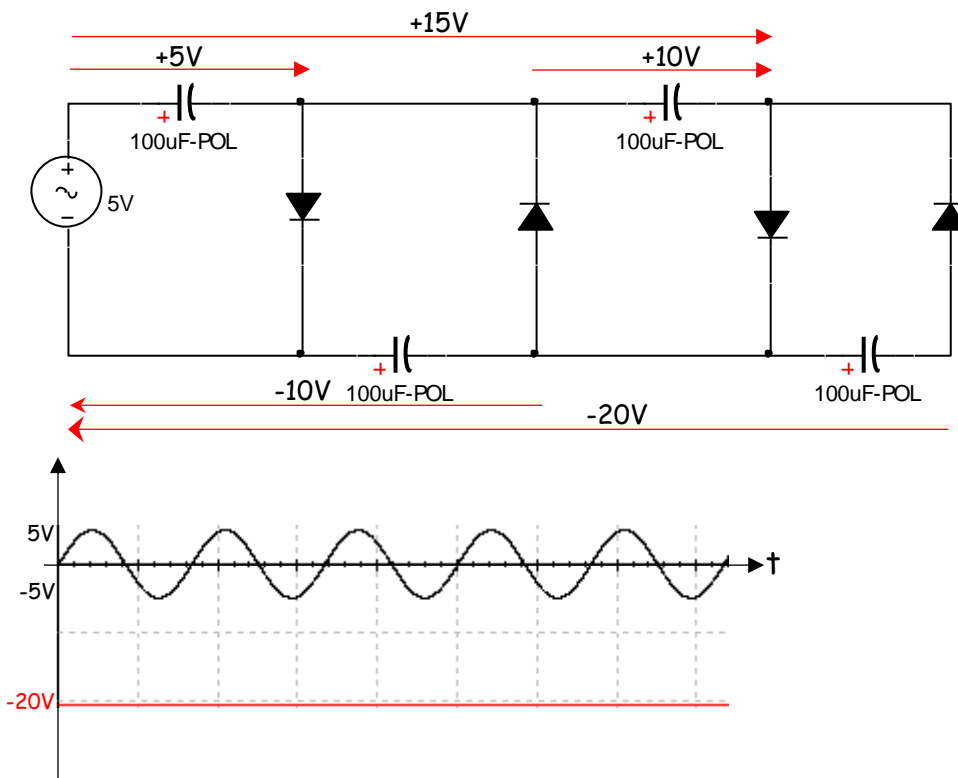 +15V
+5V
+10V
+
100uF-POL
+
100uF-POL
+
−
5V
+
100uF-POL
+
100uF-POL
-10V
-20V
5V
-5V
t
-20V